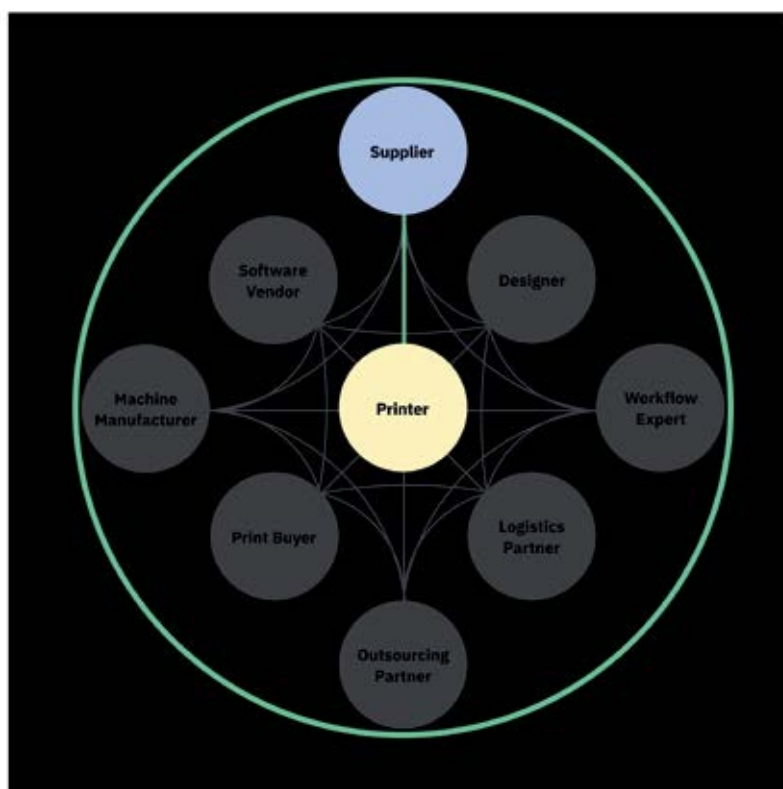 Supplier
Software
Vendor
Designer
Machine
Manufacturer
Printer
Workflow
Expert
Print Buyer
Logistics
Partner
Outsourcing
Partner